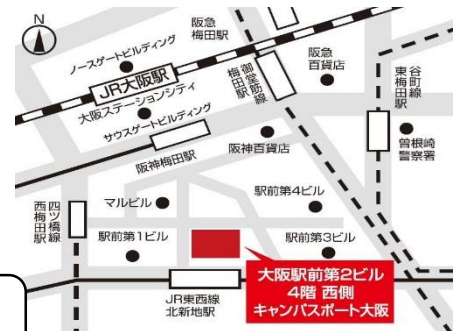 N
阪急
梅田駅
ノースゲートビルディング
JR大阪駅
大阪ステーションシティ
サウスゲートビルディング
御堂筋線
梅田駅
阪急
百貨店
谷町線
東梅田駅
曽根崎
警察署
阪神梅田駅
阪神百貨店
四ツ橋線
西梅田駅
マルビル
駅前第4ビル
駅前第1ビル
駅前第3ビル
JR東西線
北新地駅
大阪駅前第2ビル
4階 西側
キャンパスポート大阪